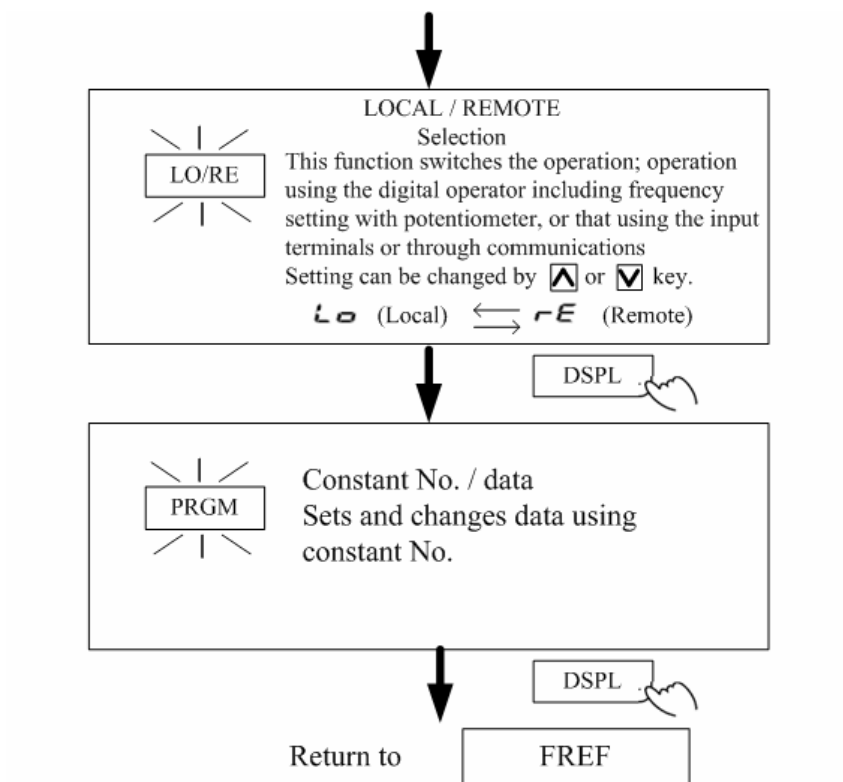 LOCAL / REMOTE
Selection
LO/RE
This function switches the operation; operation
using the digital operator including frequency
setting with potentiometer, or that using the input
terminals or through communications
Setting can be changed by ∧ or ∨ key.
Lo (Local) rE (Remote)
DSPL
PRGM
Constant No. / data
Sets and changes data using
constant No.
DSPL
Return to FREF